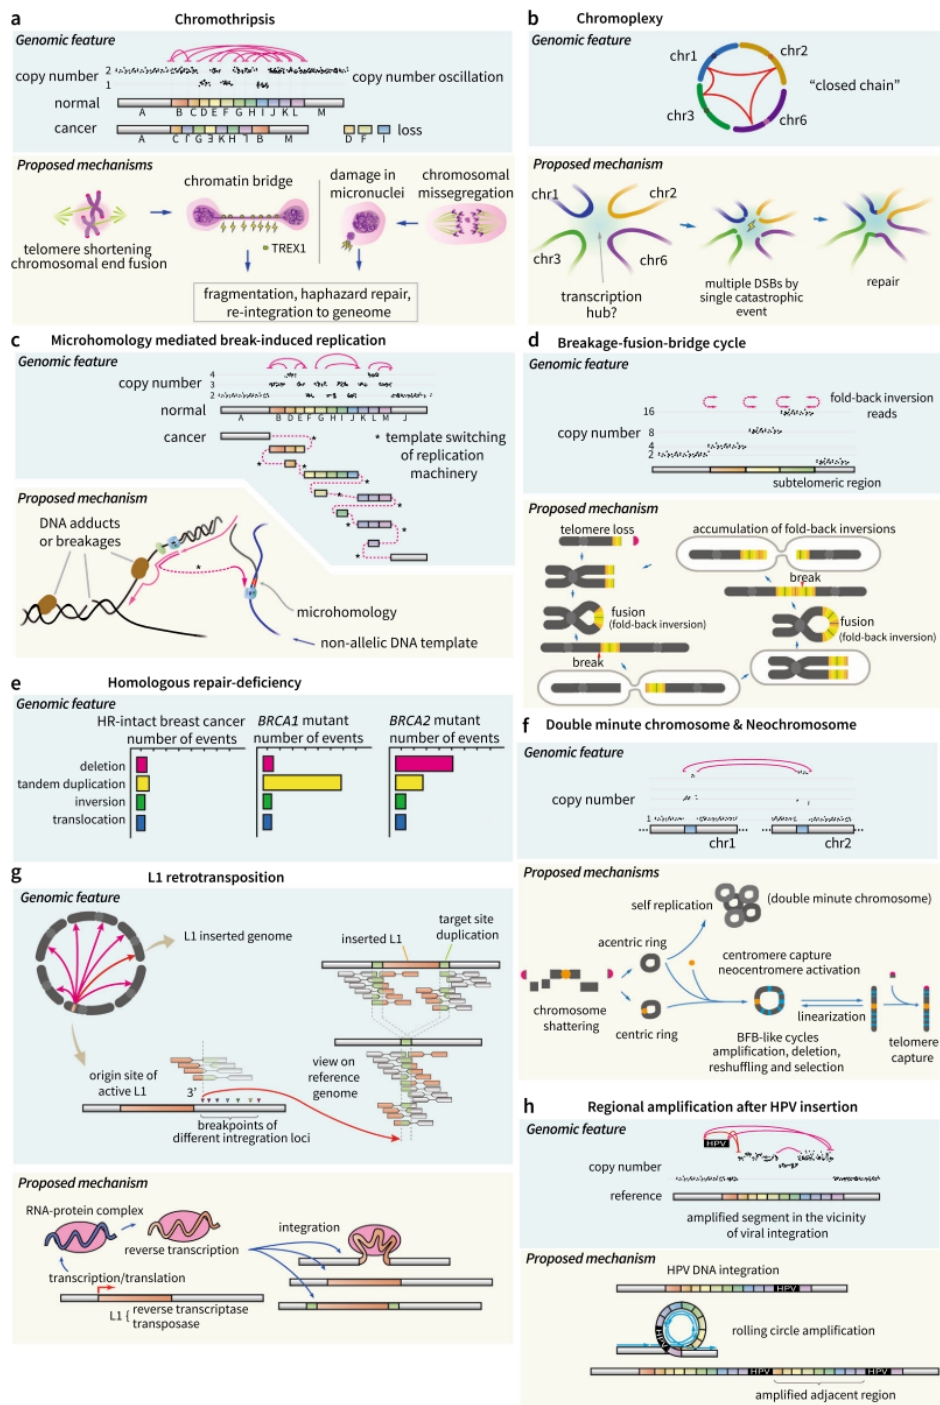 a
Chromothripsis
Genomic feature
copy number
2
1
copy number oscillation
normal
A B C D E F G H I J K L M
cancer
loss
D F I
Proposed mechanisms
chromatin bridge
damage in
micronuclei
chromosomal
missegregation
TREX1
telomere shortening
chromosomal end fusion
fragmentation, haphazard repair,
re-integration to geneome
b
Chromoplexy
Genomic feature
chr1
chr2
"closed chain"
chr3
chr6
Proposed mechanism
chr1
chr2
chr3
chr6
transcription
hub?
multiple DSBs by
single catastrophic
event
repair
c
Microhomology mediated break-induced replication
Genomic feature
copy number
4
3
2
normal
A B D E F G H I J K L M J
cancer
* template switching
of replication
machinery
Proposed mechanism
DNA adducts
or breakages
microhomology
non-allelic DNA template
d
Breakage-fusion-bridge cycle
Genomic feature
fold-back inversion
reads
copy number
16
8
4
2
subtelomeric region
Proposed mechanism
telomere loss
accumulation of fold-back inversions
break
fusion
(fold-back inversion)
fusion
(fold-back inversion)
break
e
Homologous repair-deficiency
Genomic feature
HR-intact breast cancer
number of events
BRCA1 mutant
number of events
BRCA2 mutant
number of events
deletion
tandem duplication
inversion
translocation
f
Double minute chromosome & Neochromosome
Genomic feature
copy number
1
chr1
chr2
Proposed mechanisms
self replication
(double minute chromosome)
acentric ring
centromere capture
neocentromere activation
chromosome
shattering
centric ring
linearization
BFB-like cycles
amplification, deletion,
reshuffling and selection
telomere
capture
g
L1 retrotransposition
Genomic feature
L1 inserted genome
inserted L1
target site
duplication
origin site of
active L1
3'
view on
reference
genome
breakpoints of
different intregration loci
Proposed mechanism
RNA-protein complex
reverse transcription
integration
transcription/translation
L1 { reverse transcriptase
transposase
h
Regional amplification after HPV insertion
Genomic feature
HPV
copy number
reference
amplified segment in the vicinity
of viral integration
Proposed mechanism
HPV DNA integration
HPV
HPV
rolling circle amplification
HPV
HPV
amplified adjacent region